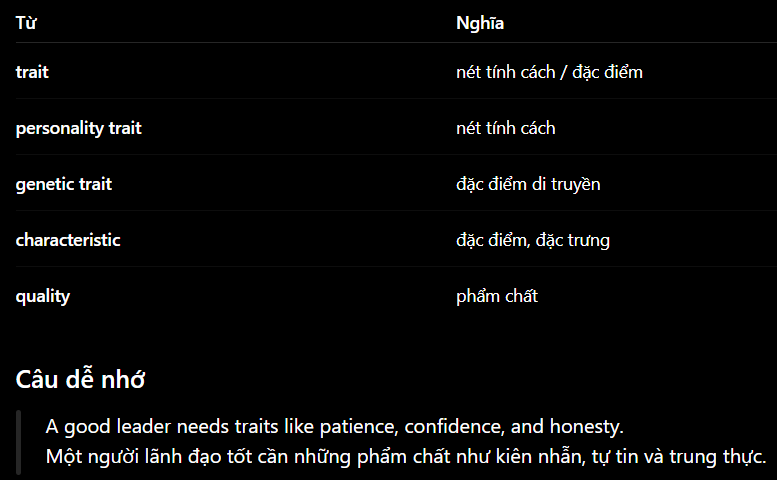 Từ Nghĩa
trait nét tính cách / đặc điểm
personality trait nét tính cách
genetic trait đặc điểm di truyền
characteristic đặc điểm, đặc trưng
quality phẩm chất
Câu dễ nhớ
A good leader needs traits like patience, confidence, and honesty.
Một người lãnh đạo tốt cần những phẩm chất như kiên nhẫn, tự tin và trung thực.